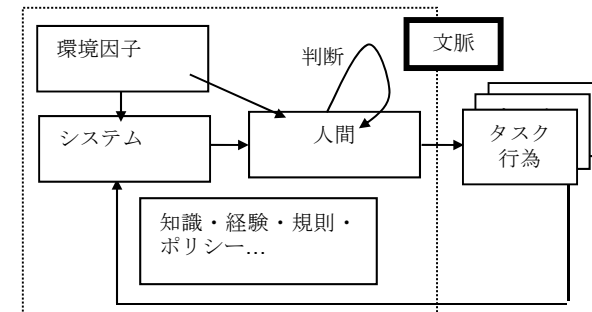 環境因子
判断
文脈
システム
人間
タスク
行為
知識・経験・規則・
ポリシー…